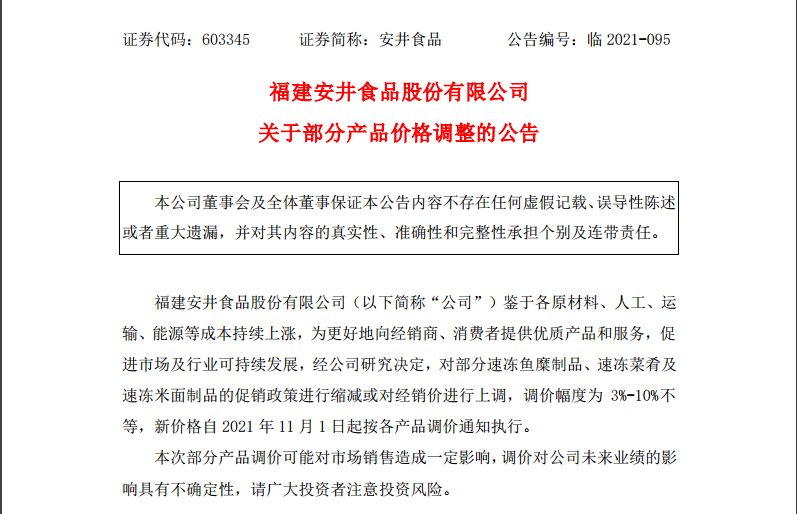 证券代码：603345 证券简称：安井食品 公告编号：临 2021-095
福建安井食品股份有限公司
关于部分产品价格调整的公告
本公司董事会及全体董事保证本公告内容不存在任何虚假记载、误导性陈述
或者重大遗漏，并对其内容的真实性、准确性和完整性承担个别及连带责任。
福建安井食品股份有限公司（以下简称“公司”）鉴于各原材料、人工、运
输、能源等成本持续上涨，为更好地向经销商、消费者提供优质产品和服务，促
进市场及行业可持续发展，经公司研究决定，对部分速冻鱼糜制品、速冻菜肴及
速冻米面制品的促销政策进行缩减或对经销价进行上调，调价幅度为 3%-10%不
等，新价格自 2021 年 11 月 1 日起按各产品调价通知执行。
本次部分产品调价可能对市场销售造成一定影响，调价对公司未来业绩的影
响具有不确定性，请广大投资者注意投资风险。